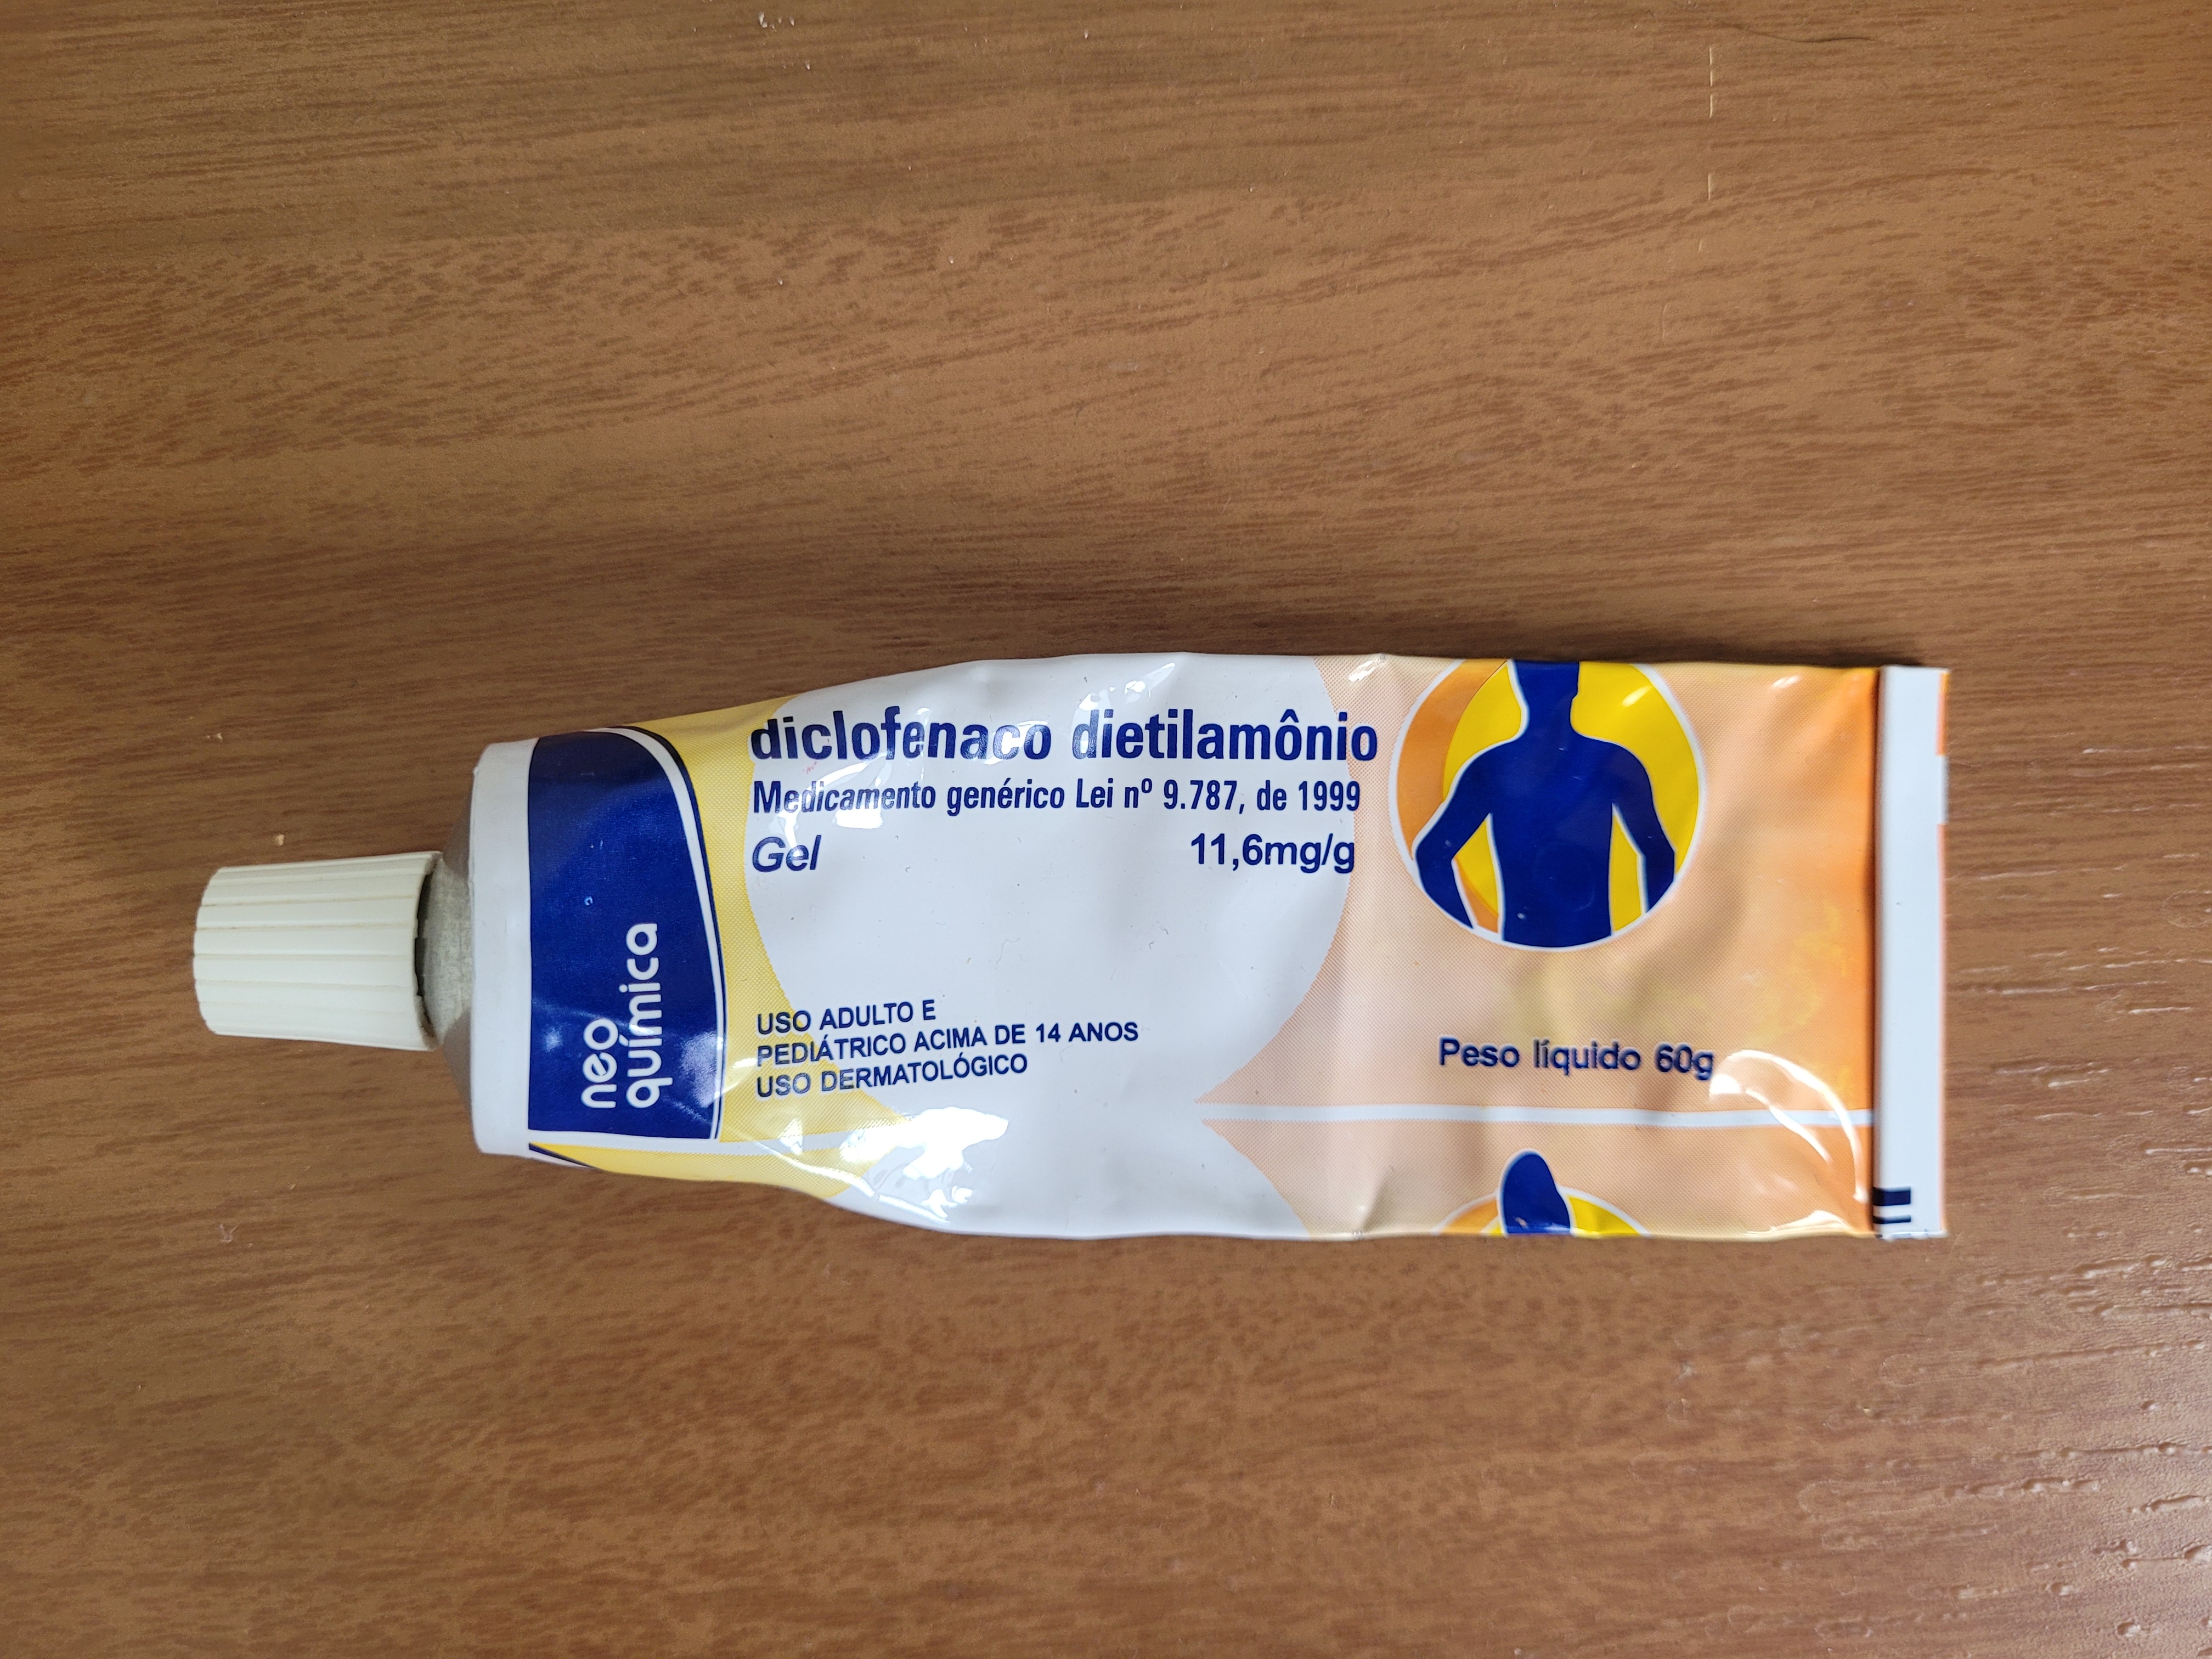 neo
química
diclofenaco dietilamônio
Medicamento genérico Lei nº 9.787, de 1999
Gel 11,6mg/g
USO ADULTO E
PEDIÁTRICO ACIMA DE 14 ANOS
USO DERMATOLÓGICO
Peso líquido 60g